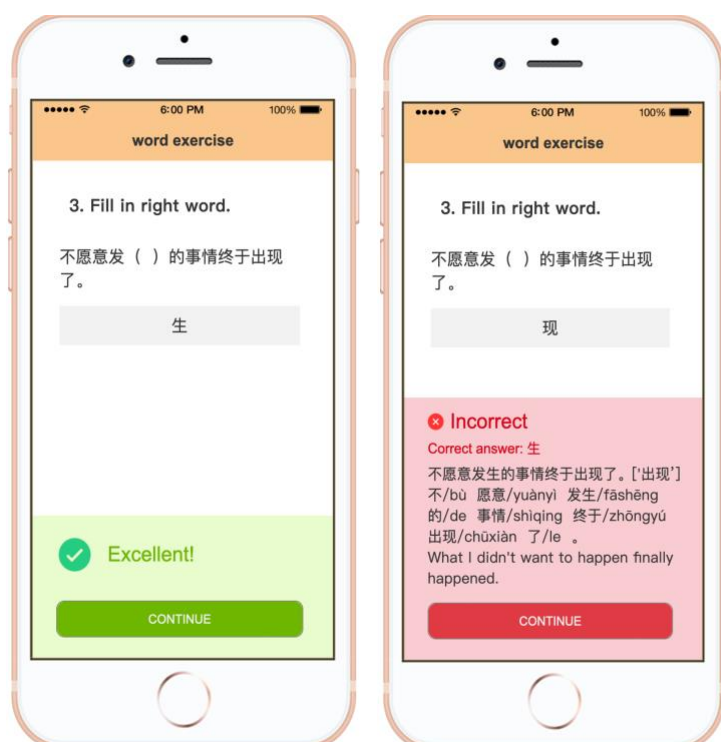 6:00 PM
100%
word exercise
3. Fill in right word.
不愿意发（ ）的事情终于出现
了。
生
Excellent!
CONTINUE
6:00 PM
100%
word exercise
3. Fill in right word.
不愿意发（ ）的事情终于出现
了。
现
Incorrect
Correct answer: 生
不愿意发生的事情终于出现了。['出现']
不/bù 愿意/yuànyì 发生/fāshēng
的/de 事情/shìqing 终于/zhōngyú
出现/chūxiàn 了/le 。
What I didn't want to happen finally
happened.
CONTINUE